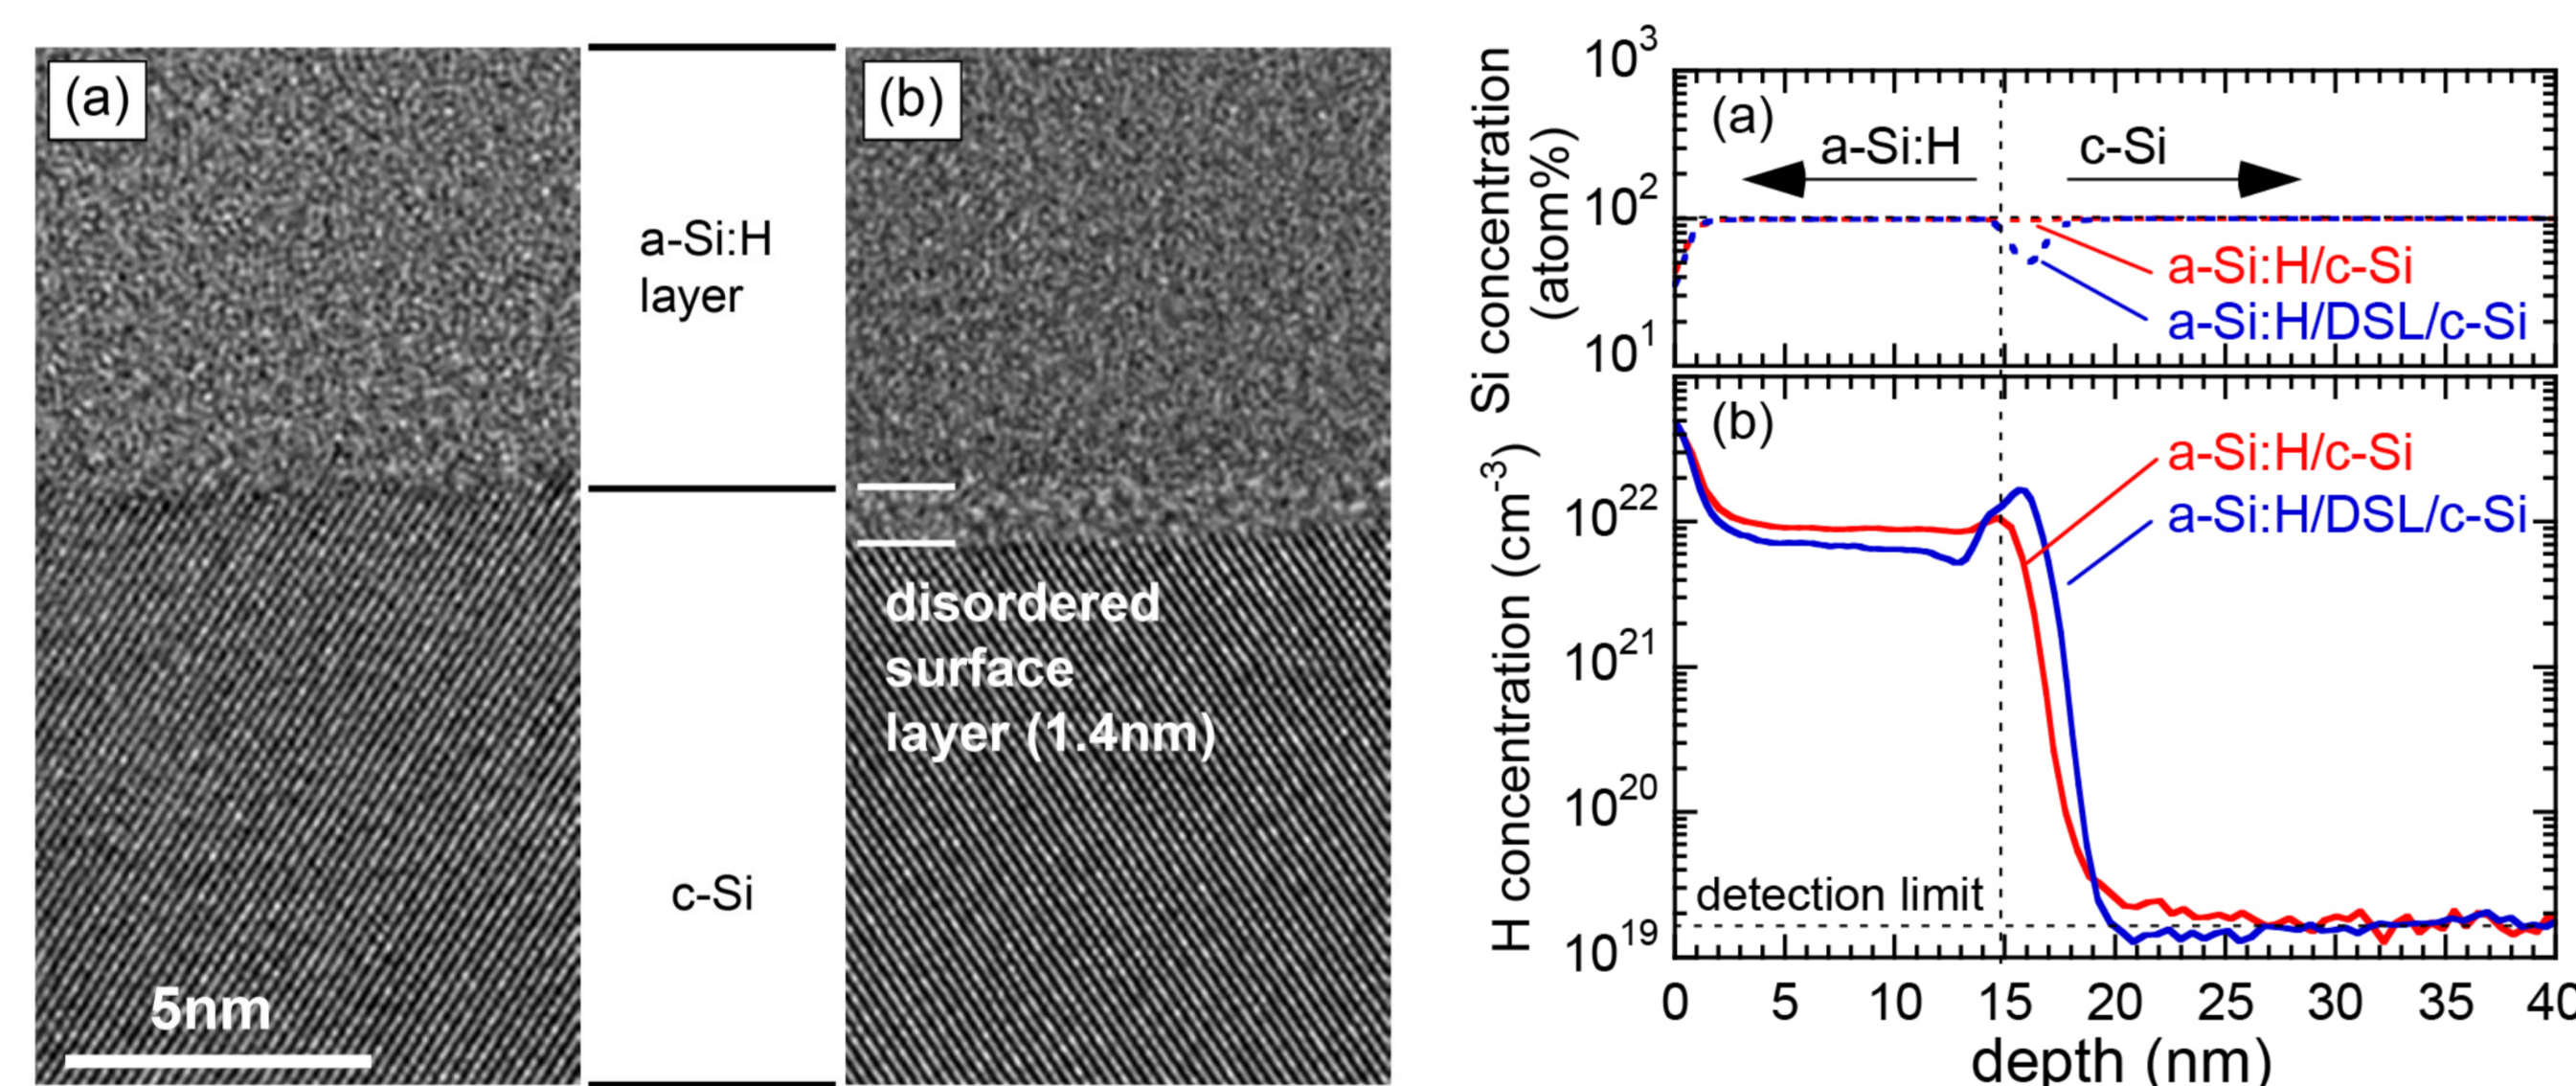 (a)
a-Si:H
layer
c-Si
5nm
(b)
disordered
surface
layer (1.4nm)
Si concentration
(atom%)
10³
10²
10¹
(a)
a-Si:H
c-Si
a-Si:H/c-Si
a-Si:H/DSL/c-Si
H concentration (cm⁻³)
10²²
10²¹
10²⁰
10¹⁹
(b)
a-Si:H/c-Si
a-Si:H/DSL/c-Si
detection limit
0 5 10 15 20 25 30 35 40
depth (nm)